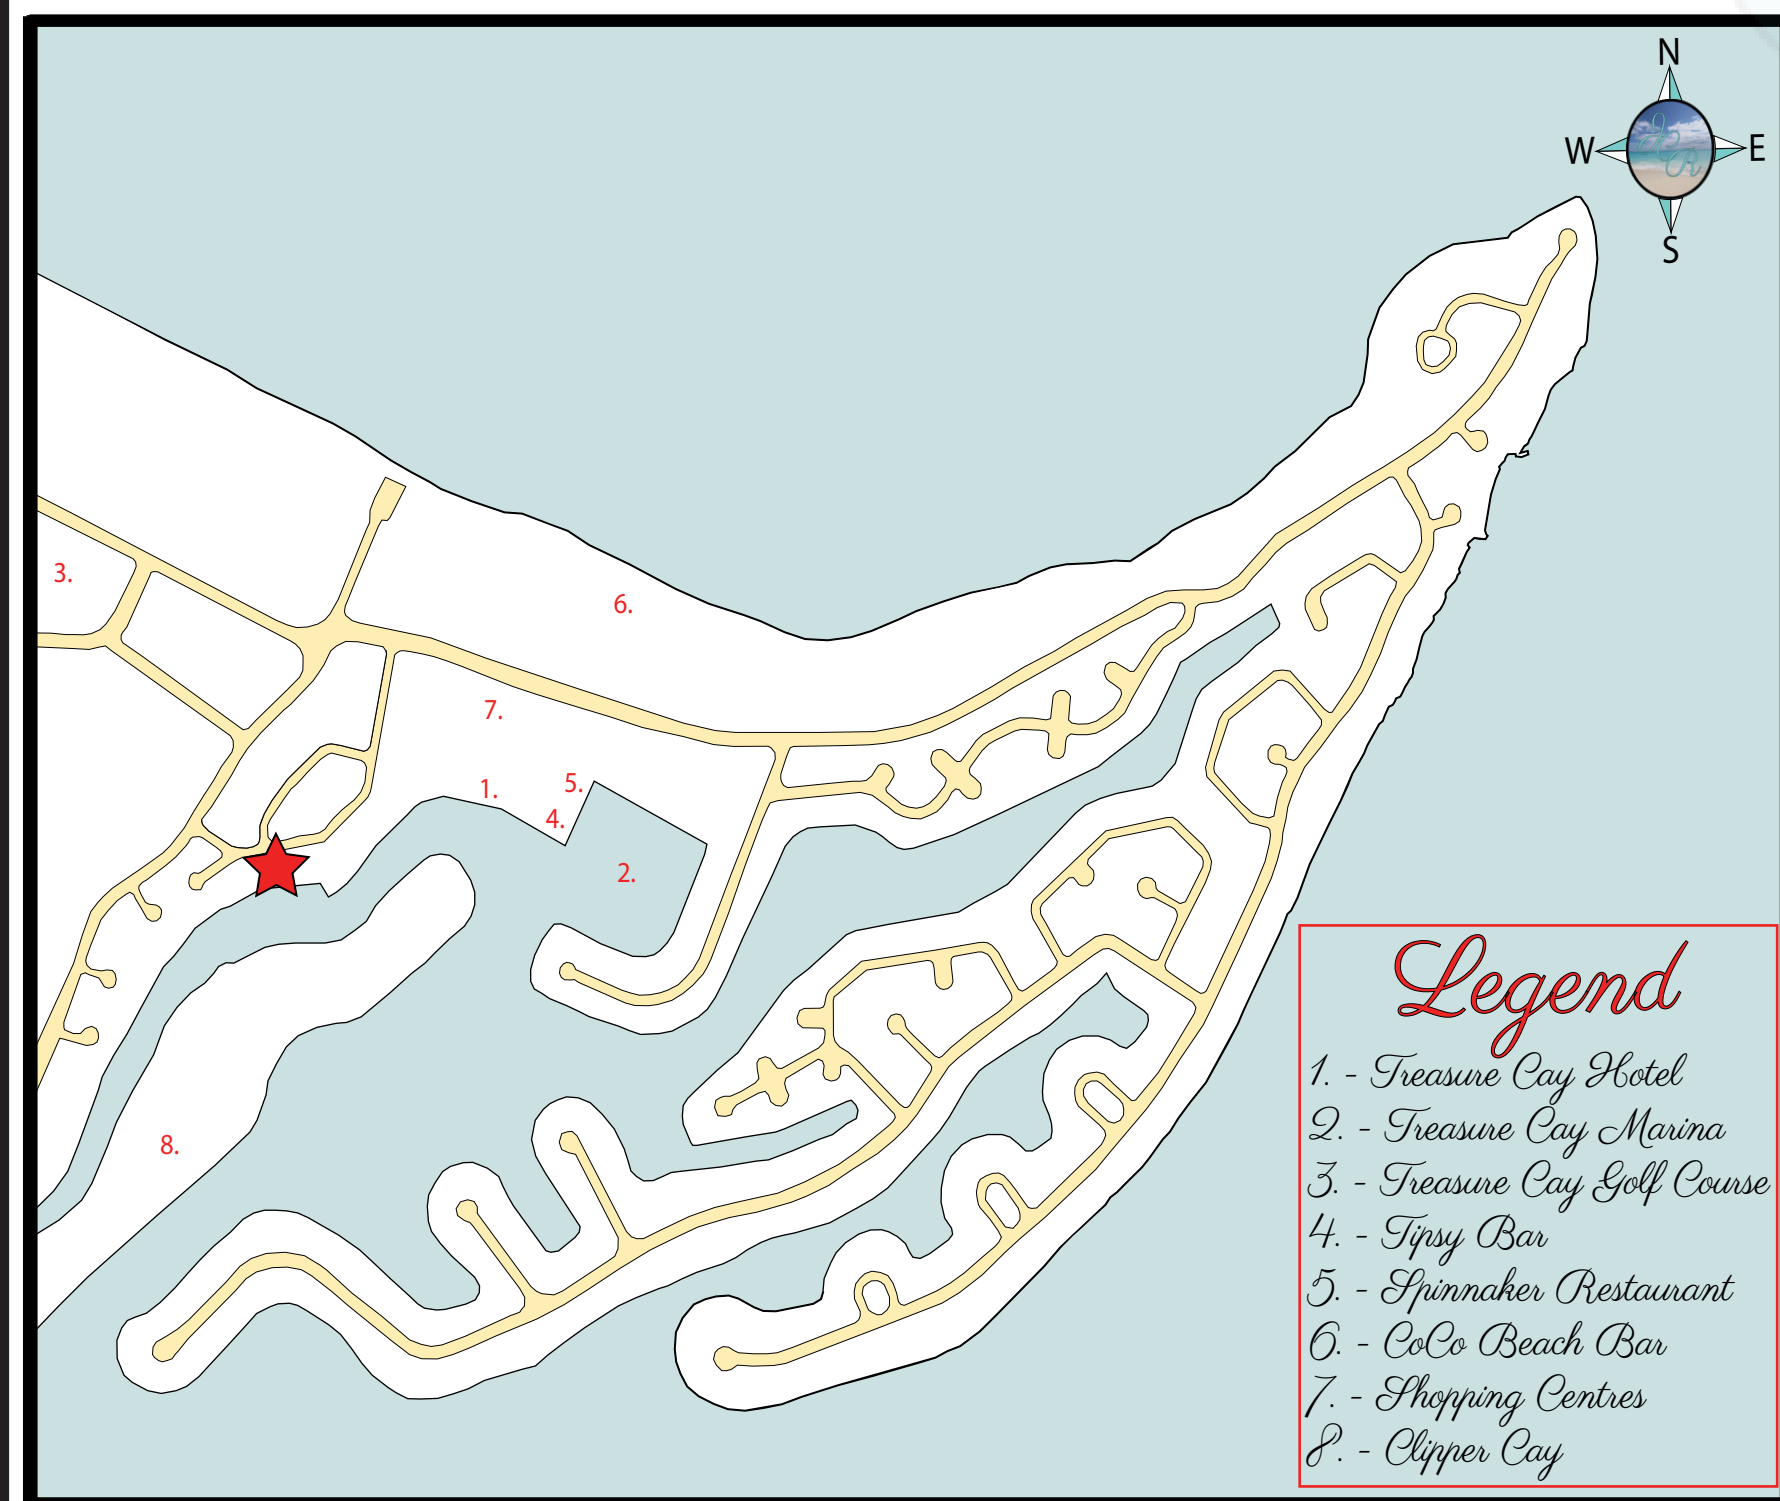 N
W
E
S
3.
6.
7.
1.
5.
4.
2.
8.
Legend
1. - Treasure Cay Hotel
2. - Treasure Cay Marina
3. - Treasure Cay Golf Course
4. - Tipsy Bar
5. - Spinnaker Restaurant
6. - CoCo Beach Bar
7. - Shopping Centres
8. - Clipper Cay